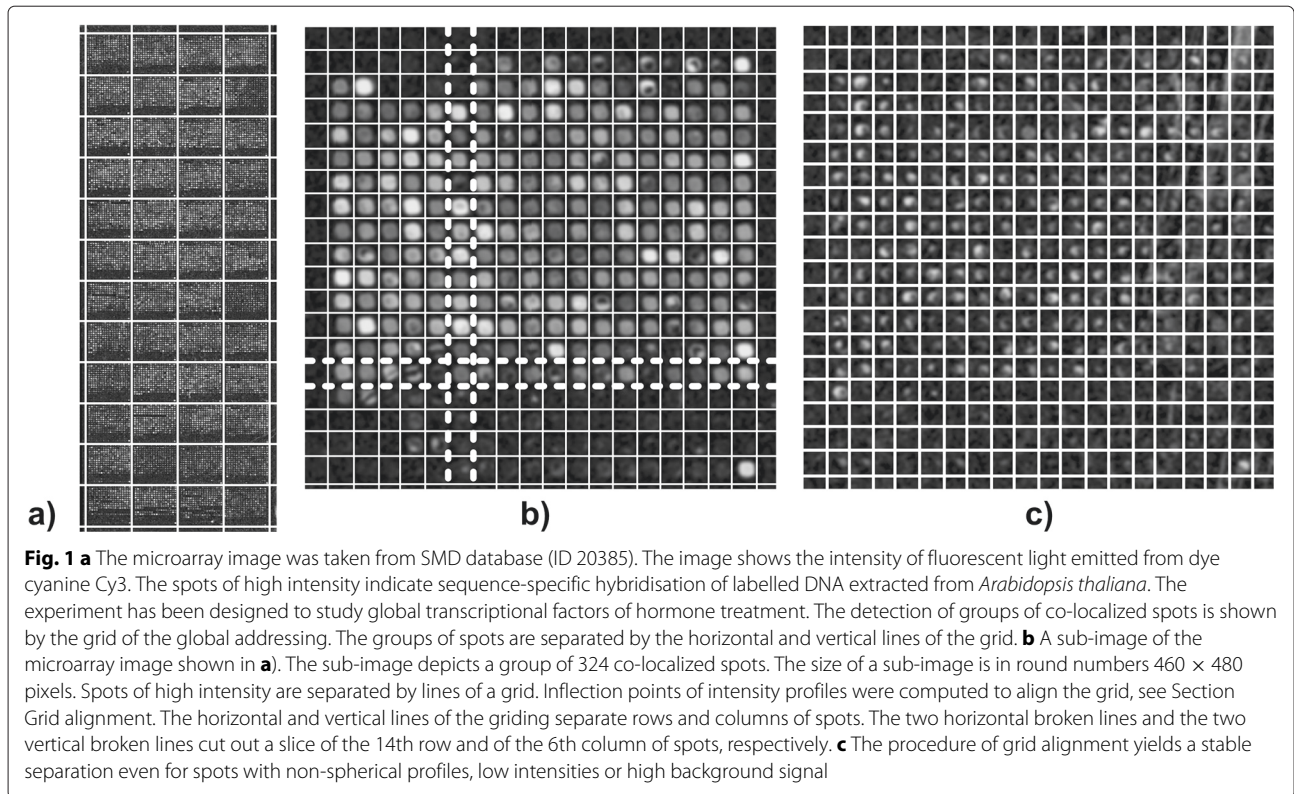 a)
b)
c)
Fig. 1 a The microarray image was taken from SMD database (ID 20385). The image shows the intensity of fluorescent light emitted from dye
cyanine Cy3. The spots of high intensity indicate sequence-specific hybridisation of labelled DNA extracted from Arabidopsis thaliana. The
experiment has been designed to study global transcriptional factors of hormone treatment. The detection of groups of co-localized spots is shown
by the grid of the global addressing. The groups of spots are separated by the horizontal and vertical lines of the grid. b A sub-image of the
microarray image shown in a). The sub-image depicts a group of 324 co-localized spots. The size of a sub-image is in round numbers 460 × 480
pixels. Spots of high intensity are separated by lines of a grid. Inflection points of intensity profiles were computed to align the grid, see Section
Grid alignment. The horizontal and vertical lines of the griding separate rows and columns of spots. The two horizontal broken lines and the two
vertical broken lines cut out a slice of the 14th row and of the 6th column of spots, respectively. c The procedure of grid alignment yields a stable
separation even for spots with non-spherical profiles, low intensities or high background signal